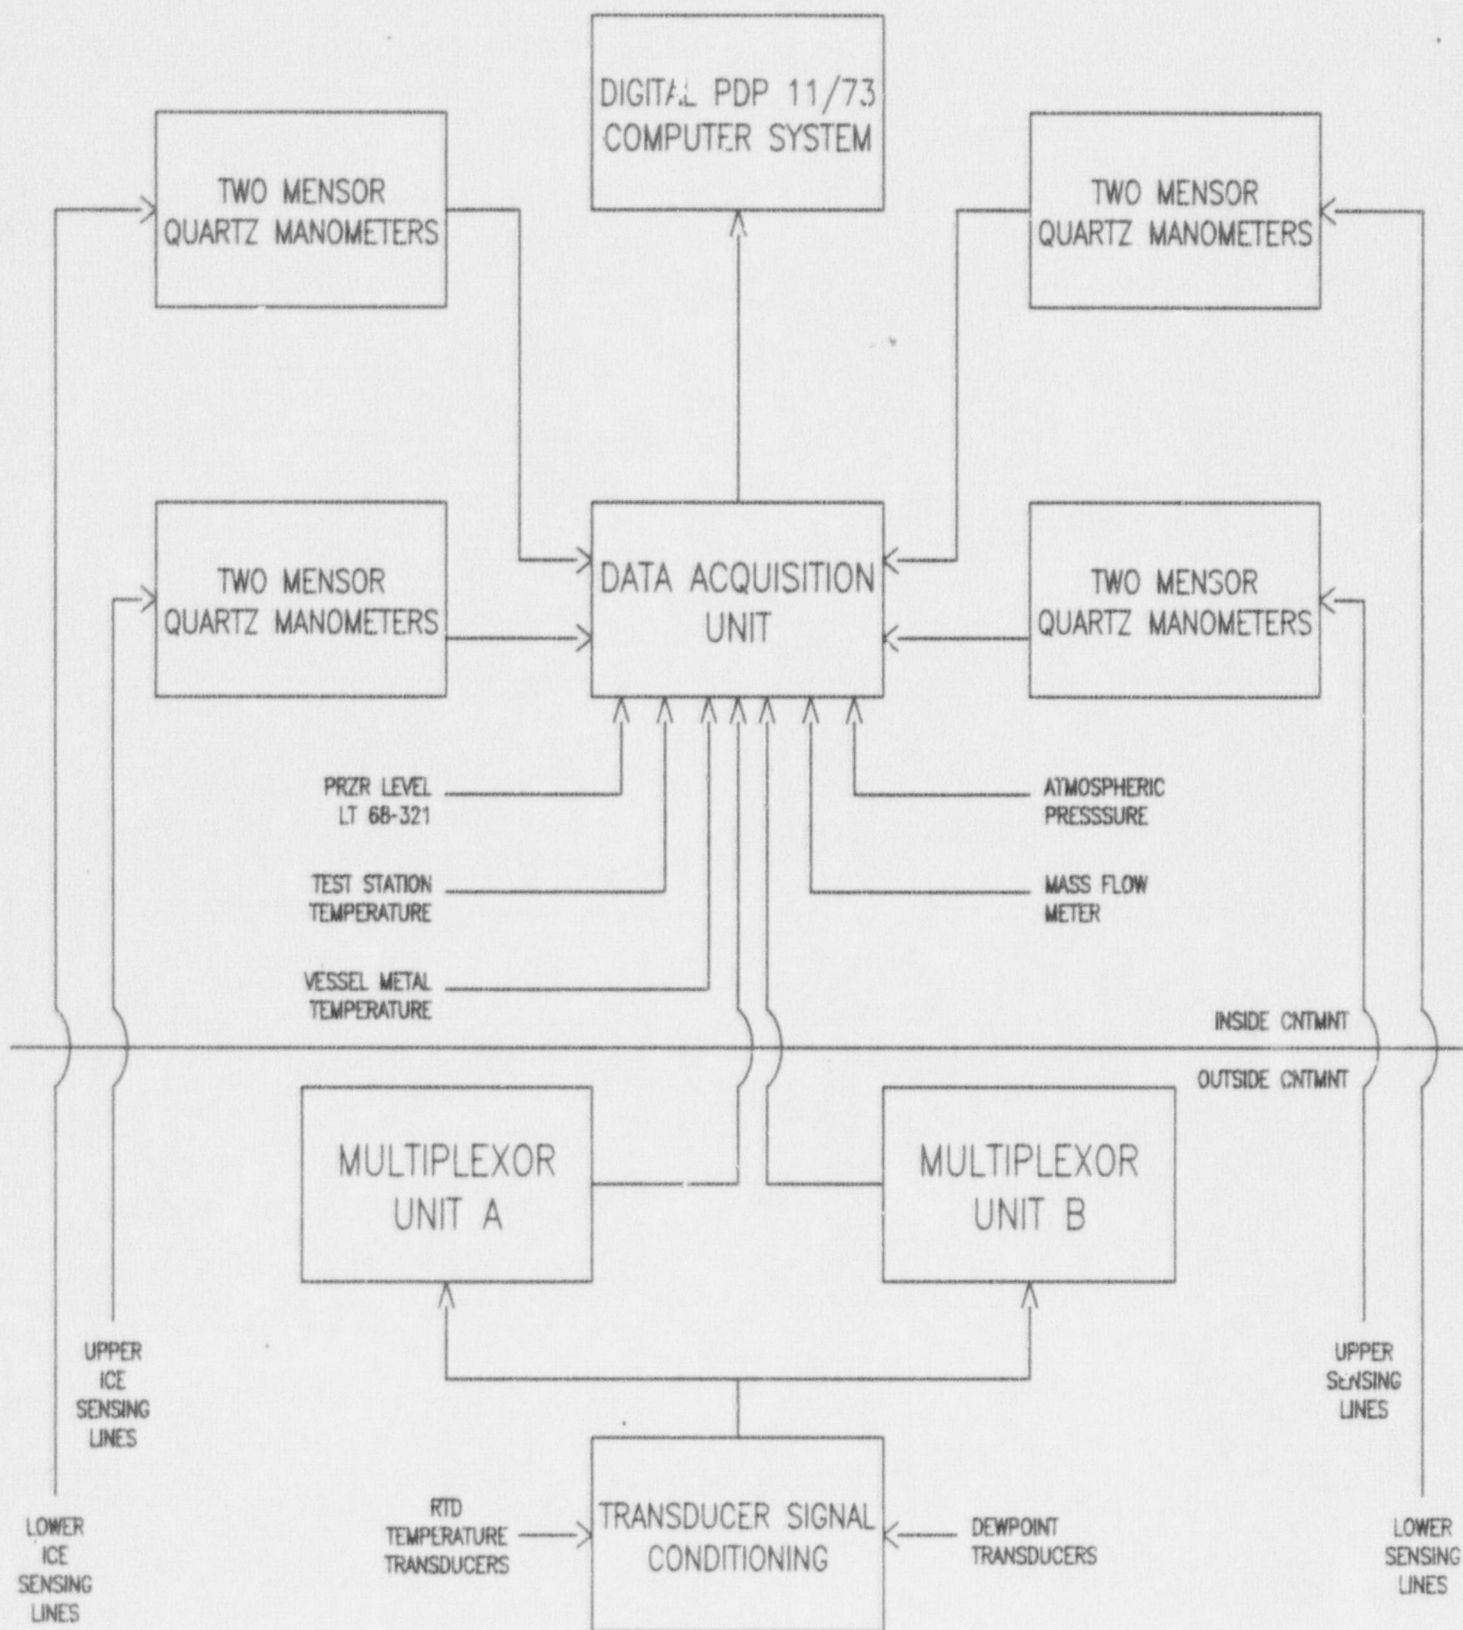 DIGITAL PDP 11/73
COMPUTER SYSTEM
TWO MENSOR
QUARTZ MANOMETERS
TWO MENSOR
QUARTZ MANOMETERS
TWO MENSOR
QUARTZ MANOMETERS
DATA ACQUISITION
UNIT
TWO MENSOR
QUARTZ MANOMETERS
PRZR LEVEL
LT 68-321
ATMOSPHERIC
PRESSSURE
TEST STATION
TEMPERATURE
MASS FLOW
METER
VESSEL METAL
TEMPERATURE
INSIDE CNTMNT
OUTSIDE CNTMNT
MULTIPLEXOR
UNIT A
MULTIPLEXOR
UNIT B
UPPER
ICE
SENSING
LINES
UPPER
SENSING
LINES
LOWER
ICE
SENSING
LINES
RTD
TEMPERATURE
TRANSDUCERS
TRANSDUCER SIGNAL
CONDITIONING
DEWPOINT
TRANSDUCERS
LOWER
SENSING
LINES